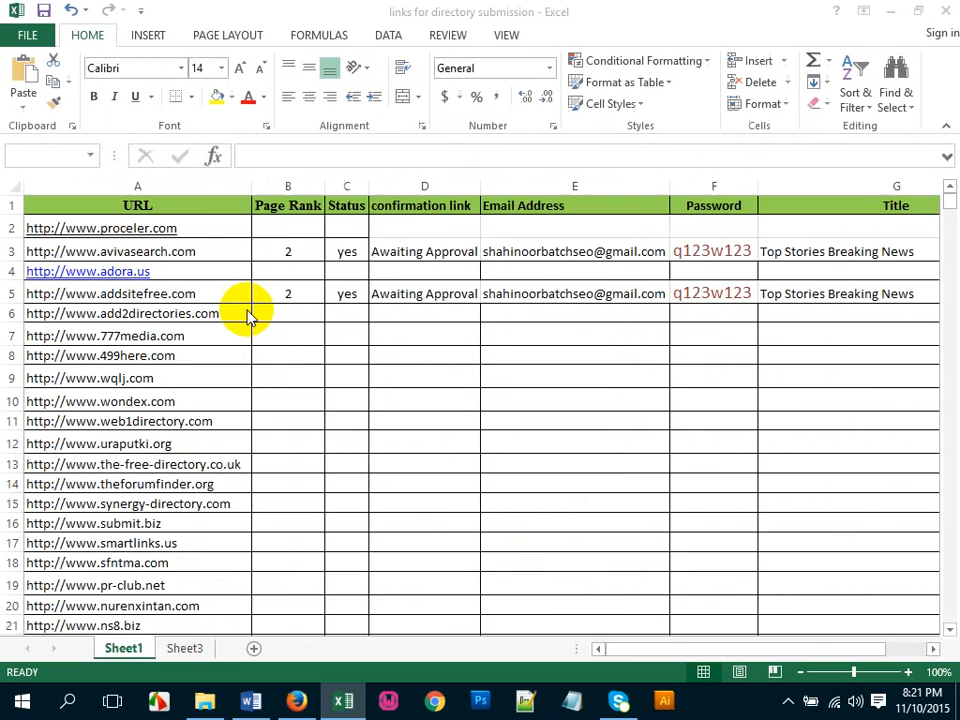 links for directory submission - Excel
?
FILE HOME INSERT PAGE LAYOUT FORMULAS DATA REVIEW VIEW Sign in
Calibri 14 General Conditional Formatting Insert
Paste B I U $ % , Format as Table Delete Sort & Find &
Cell Styles Format Filter Select
Clipboard Font Alignment Number Styles Cells Editing
fx
A B C D E F G
1 URL Page Rank Status confirmation link Email Address Password Title
2 http://www.proceler.com
3 http://www.avivasearch.com 2 yes Awaiting Approval shahinoorbatchseo@gmail.com q123w123 Top Stories Breaking News
4 http://www.adora.us
5 http://www.addsitefree.com 2 yes Awaiting Approval shahinoorbatchseo@gmail.com q123w123 Top Stories Breaking News
6 http://www.add2directories.com
7 http://www.777media.com
8 http://www.499here.com
9 http://www.wqlj.com
10 http://www.wondex.com
11 http://www.web1directory.com
12 http://www.uraputki.org
13 http://www.the-free-directory.co.uk
14 http://www.theforumfinder.org
15 http://www.synergy-directory.com
16 http://www.submit.biz
17 http://www.smartlinks.us
18 http://www.sfntma.com
19 http://www.pr-club.net
20 http://www.nurenxintan.com
21 http://www.ns8.biz
Sheet1 Sheet3
READY 100%
8:21 PM
11/10/2015